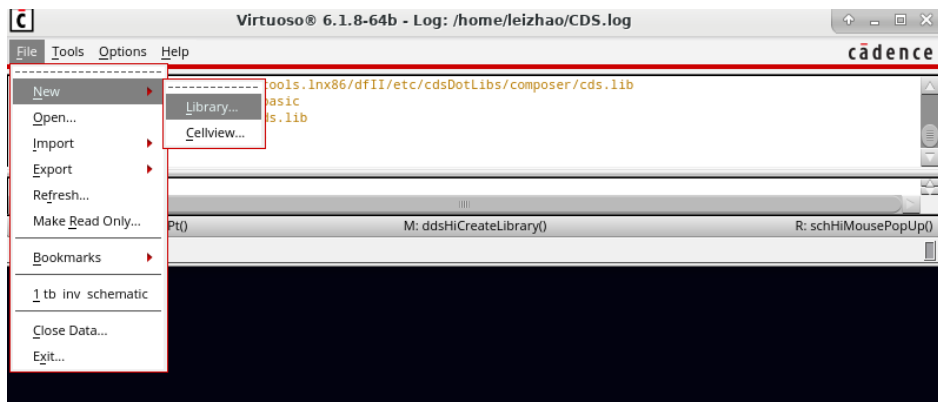 Virtuoso® 6.1.8-64b - Log: /home/leizhao/CDS.log
File Tools Options Help
cādence
ools.lnx86/dfII/etc/cdsDotLibs/composer/cds.lib
basic
ds.lib
New
Library...
Cellview...
Open...
Import
Export
Refresh...
Make Read Only...
Bookmarks
1 tb inv schematic
Close Data...
Exit...
Pt()
M: ddsHiCreateLibrary()
R: schHiMousePopUp()